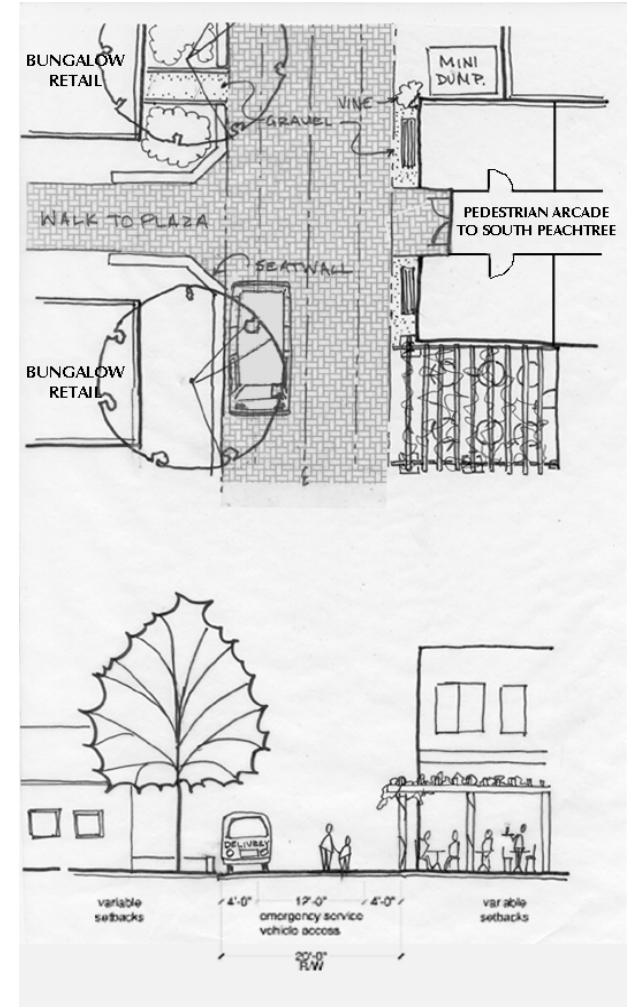 BUNGALOW
RETAIL
MINI
DUMP.
VINE
GRAVEL
WALK TO PLAZA
PEDESTRIAN ARCADE
TO SOUTH PEACHTREE
SEATWALL
BUNGALOW
RETAIL
DELIVERY
variable
setbacks
4'-0" 12'-0" 4'-0"
emergency service
vehicle access
variable
setbacks
20'-0"
R/W